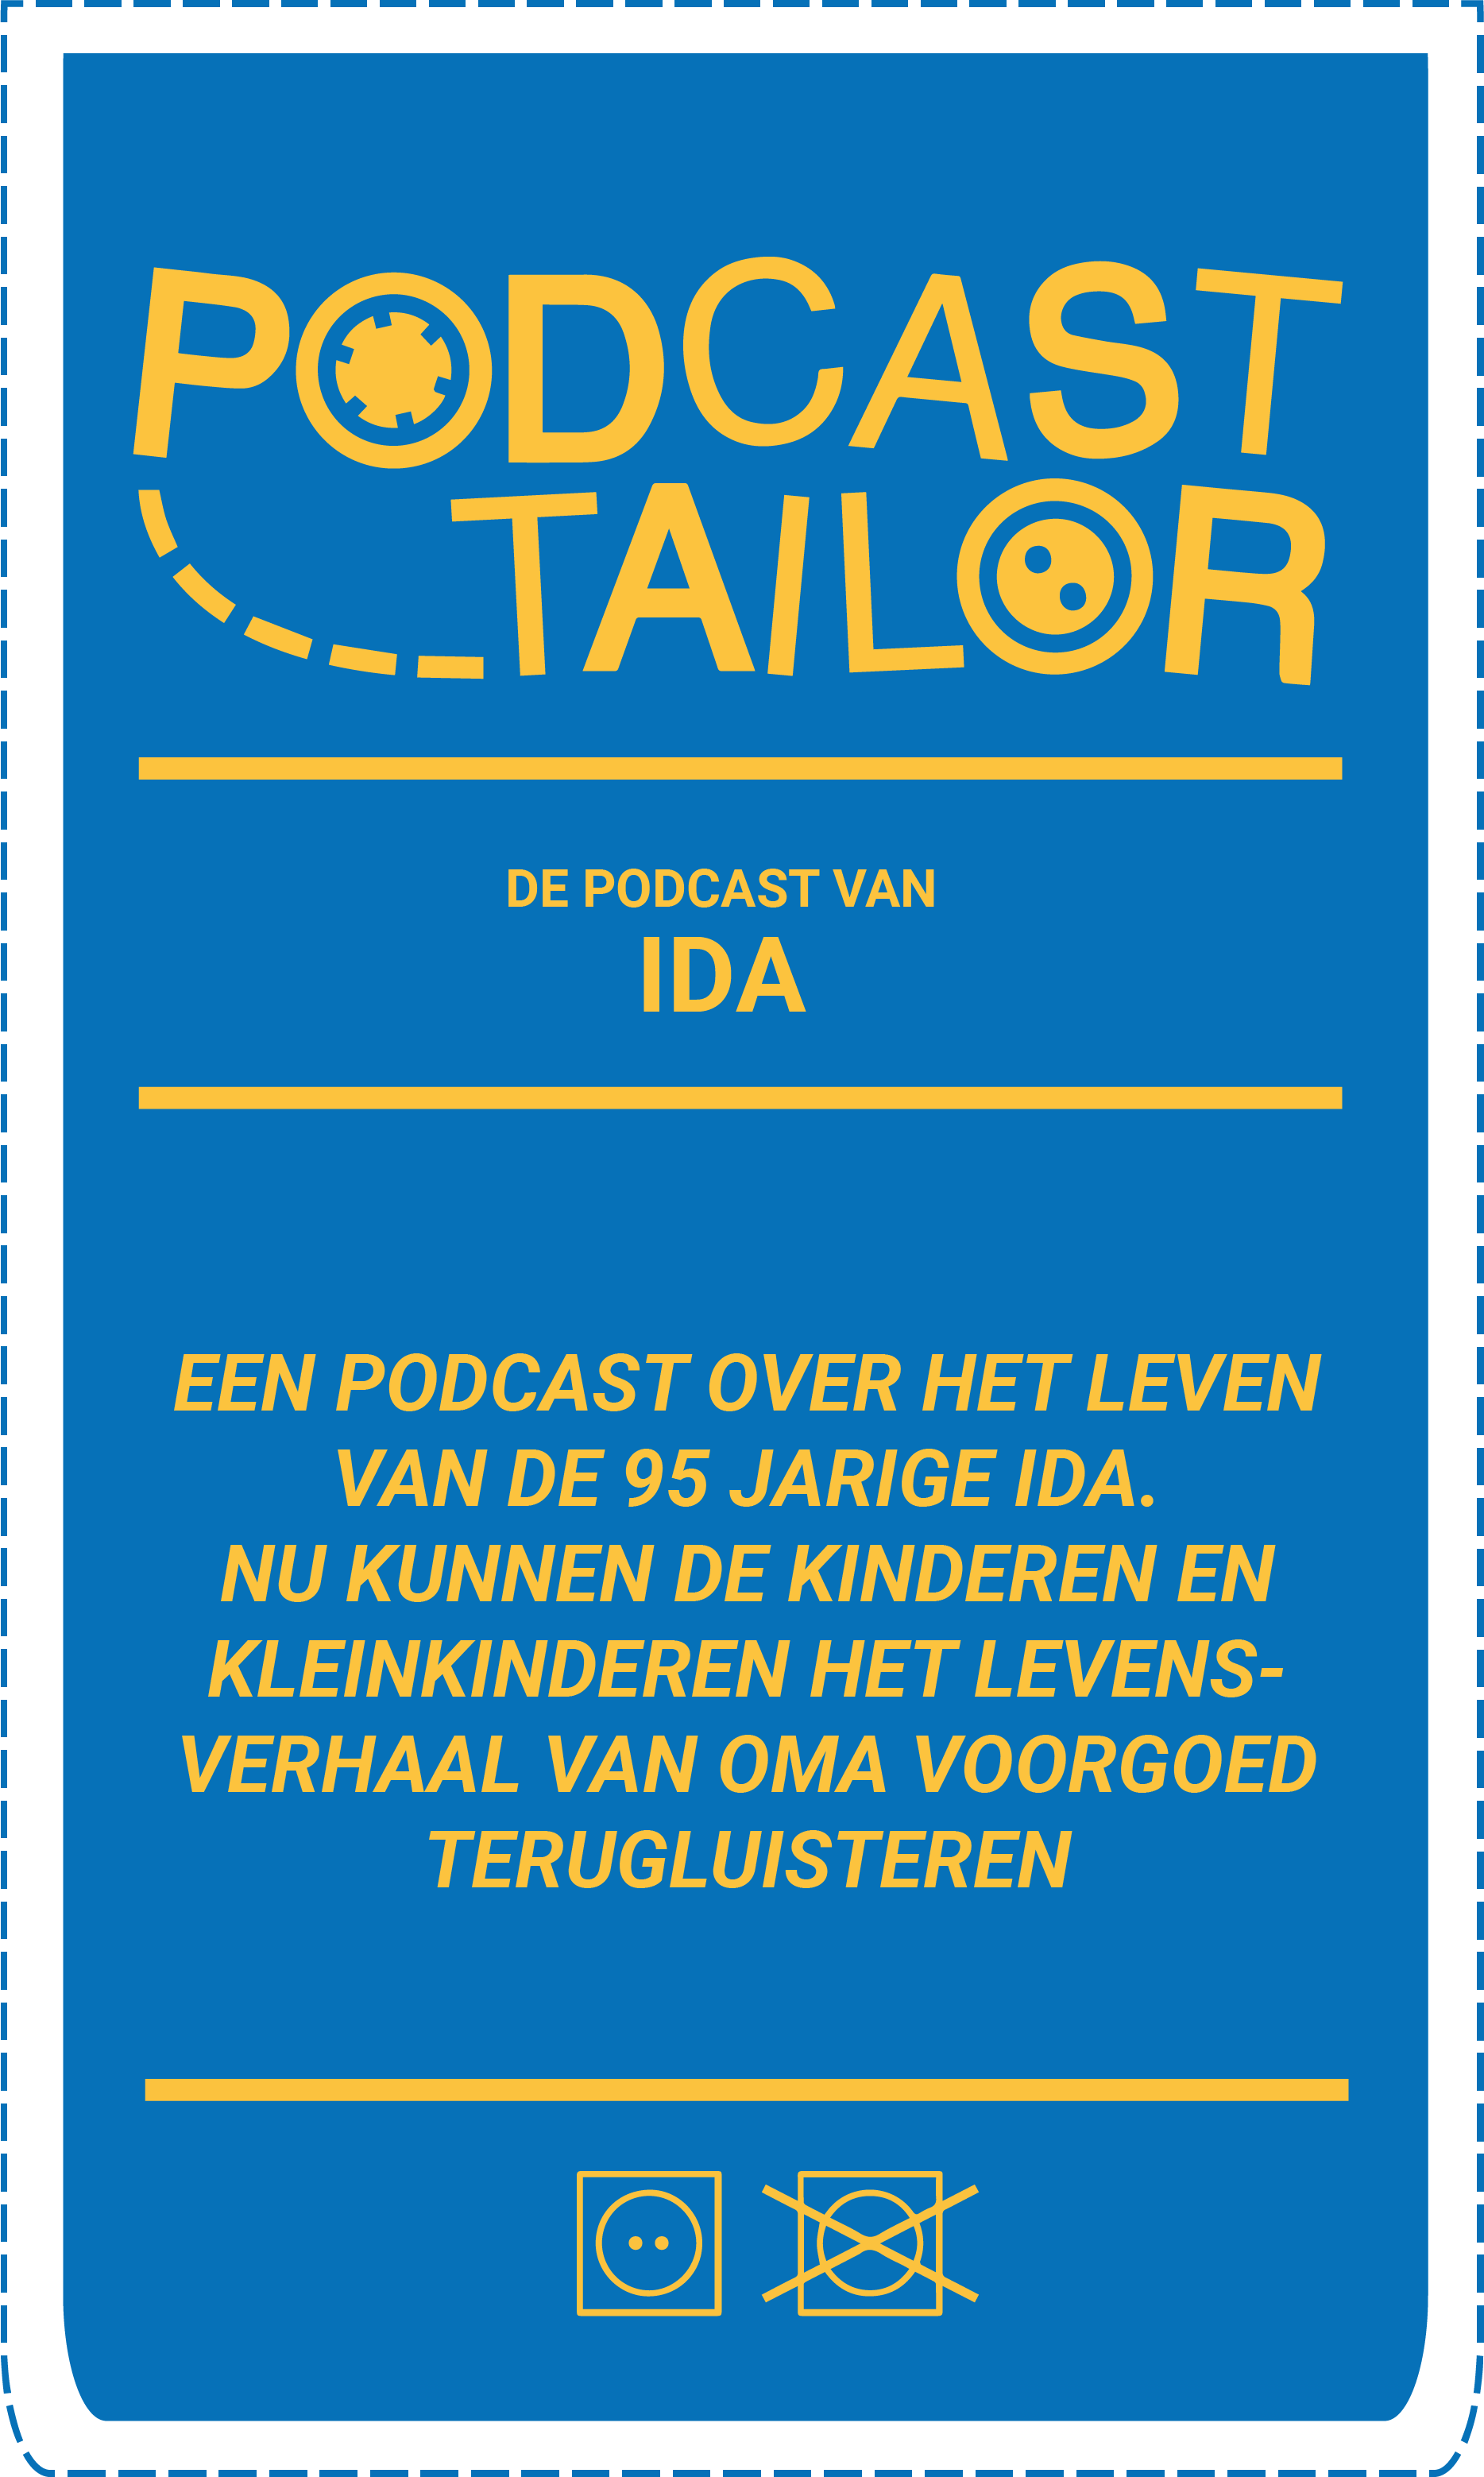 PODCAST
TAILOR
DE PODCAST VAN
IDA
EEN PODCAST OVER HET LEVEN
VAN DE 95 JARIGE IDA.
NU KUNNEN DE KINDEREN EN
KLEINKINDEREN HET LEVENS-
VERHAAL VAN OMA VOORGOED
TERUGLUISTEREN